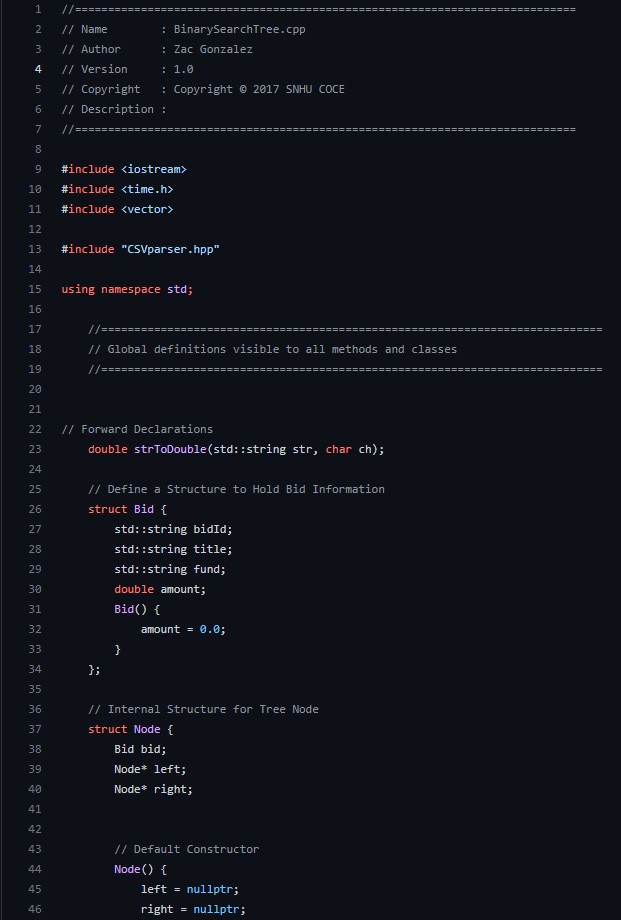 1 //============================================================================
2 // Name        : BinarySearchTree.cpp
3 // Author      : Zac Gonzalez
4 // Version     : 1.0
5 // Copyright   : Copyright © 2017 SNHU COCE
6 // Description :
7 //============================================================================
8
9 #include <iostream>
10 #include <time.h>
11 #include <vector>
12
13 #include "CSVparser.hpp"
14
15 using namespace std;
16
17     //============================================================================
18     // Global definitions visible to all methods and classes
19     //============================================================================
20
21
22 // Forward Declarations
23     double strToDouble(std::string str, char ch);
24
25     // Define a Structure to Hold Bid Information
26     struct Bid {
27         std::string bidId;
28         std::string title;
29         std::string fund;
30         double amount;
31         Bid() {
32             amount = 0.0;
33         }
34     };
35
36     // Internal Structure for Tree Node
37     struct Node {
38         Bid bid;
39         Node* left;
40         Node* right;
41
42
43         // Default Constructor
44         Node() {
45             left = nullptr;
46             right = nullptr;